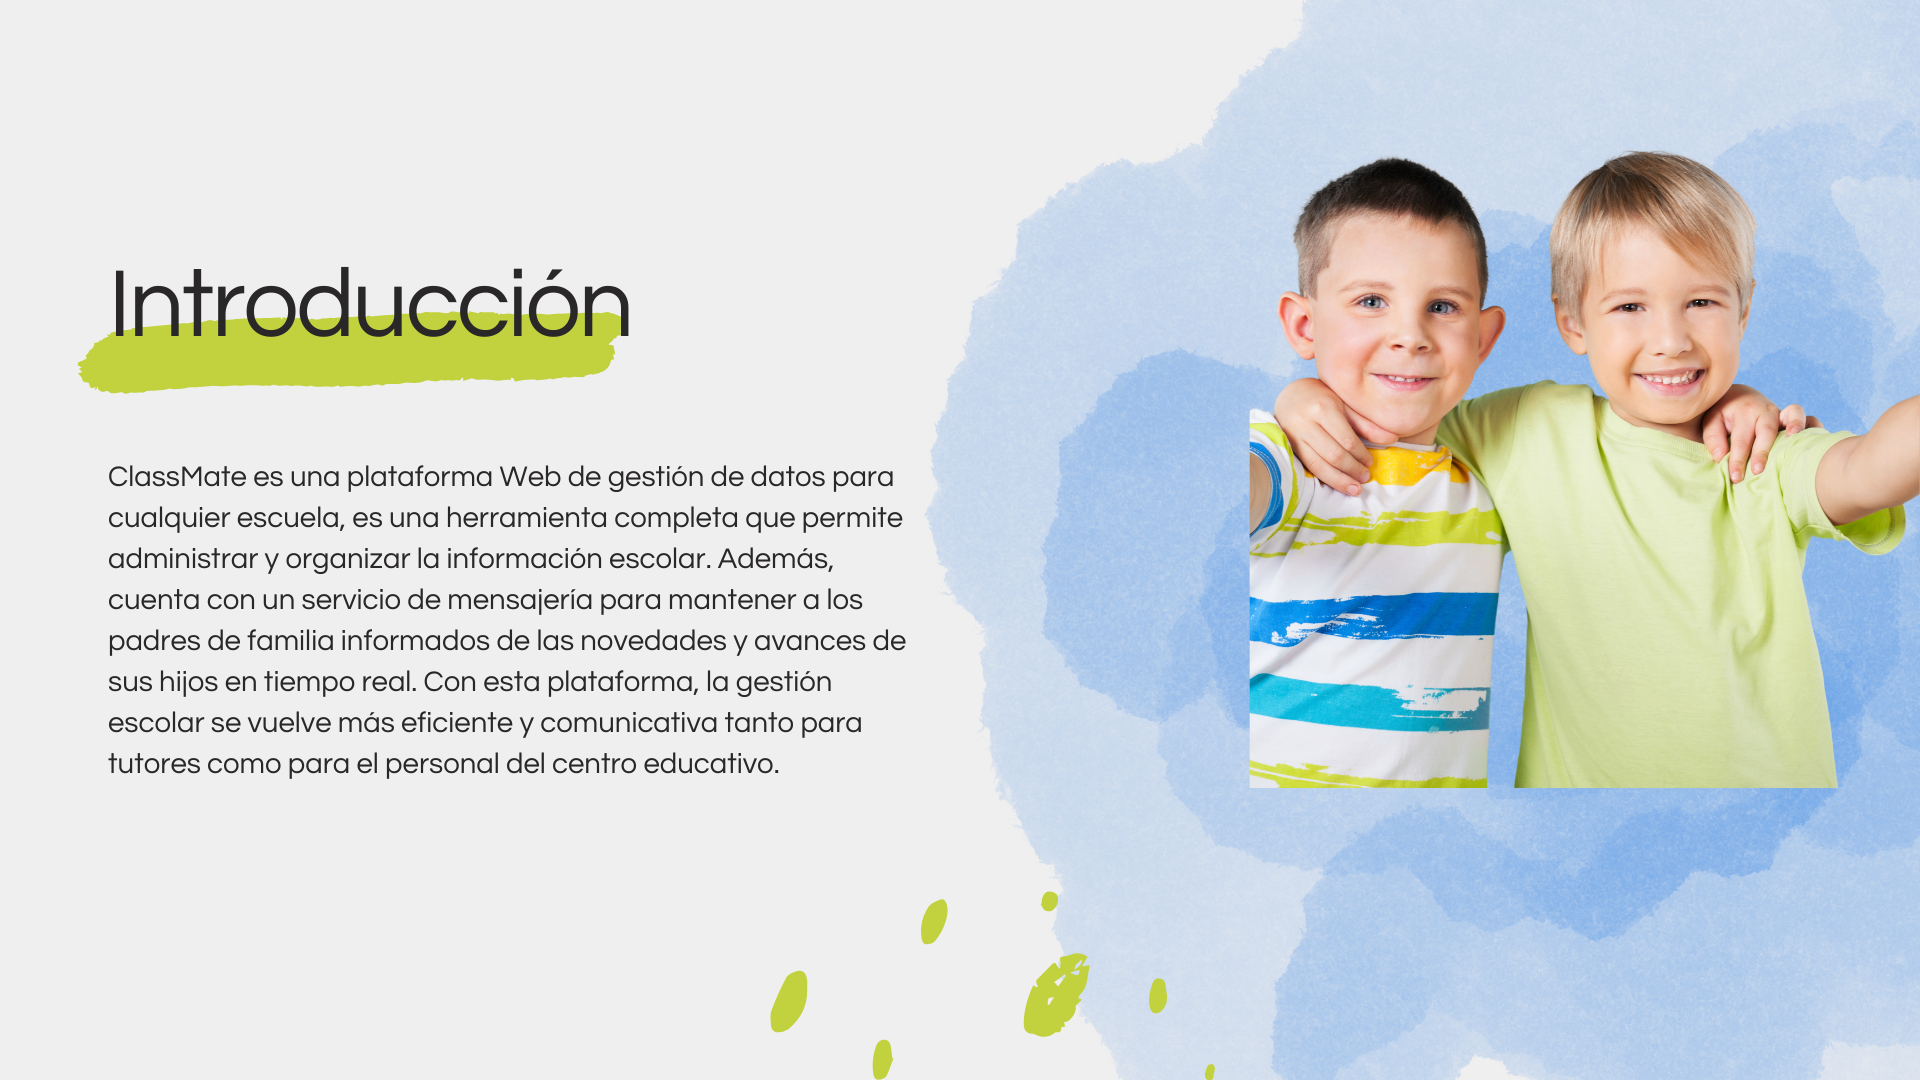 Introducción
ClassMate es una plataforma Web de gestión de datos para
cualquier escuela, es una herramienta completa que permite
administrar y organizar la información escolar. Además,
cuenta con un servicio de mensajería para mantener a los
padres de familia informados de las novedades y avances de
sus hijos en tiempo real. Con esta plataforma, la gestión
escolar se vuelve más eficiente y comunicativa tanto para
tutores como para el personal del centro educativo.